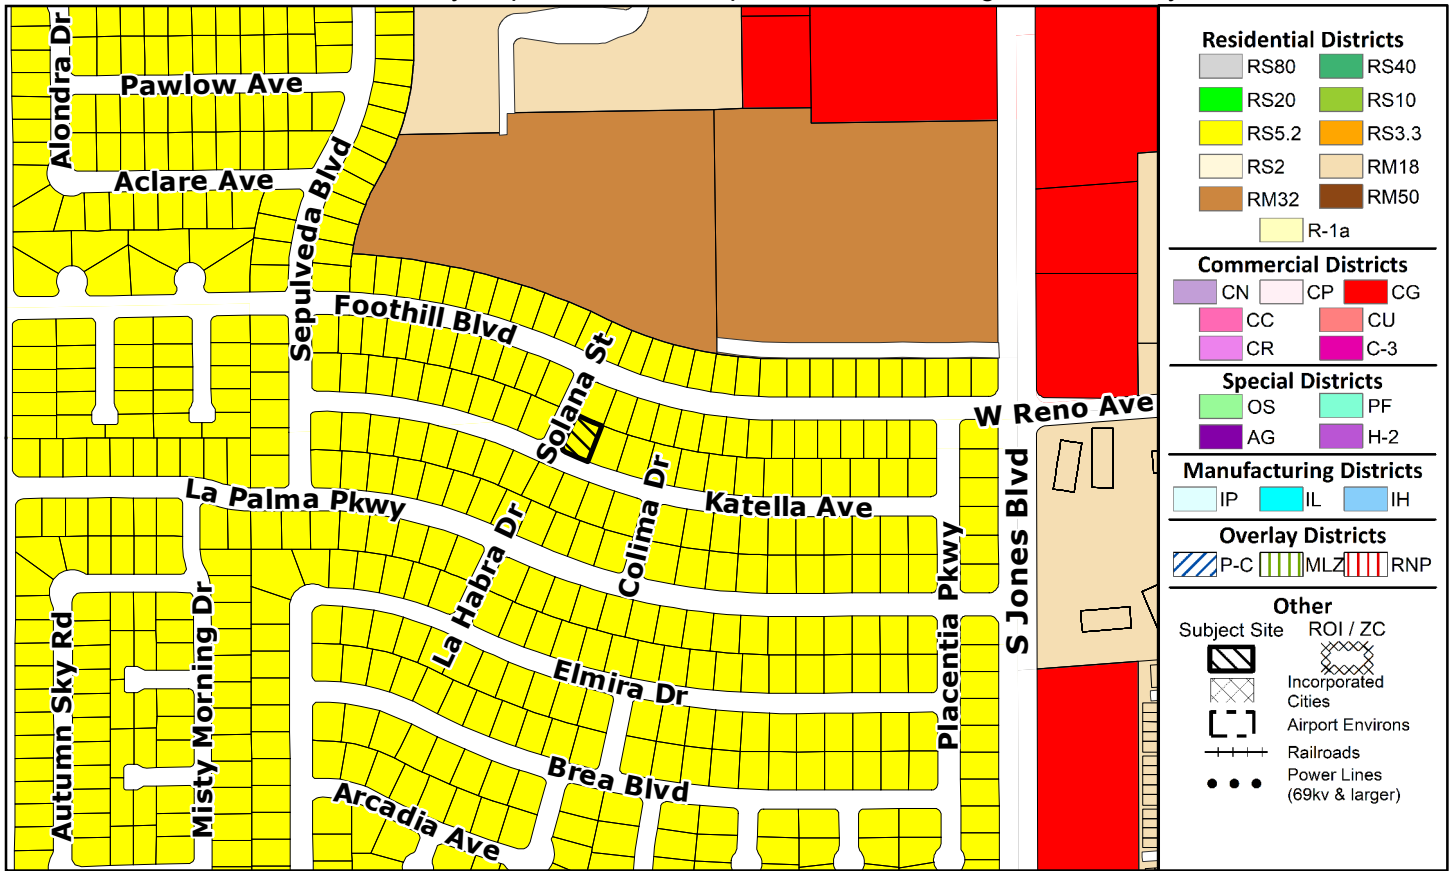 Alondra Dr
Pawlow Ave
Aclare Ave
Sepulveda Blvd
Foothill Blvd
Solana St
W Reno Ave
La Palma Pkwy
Katella Ave
Colima Dr
La Habra Dr
S Jones Blvd
Placentia Pkwy
Autumn Sky Rd
Misty Morning Dr
Elmira Dr
Brea Blvd
Arcadia Ave
Residential Districts
RS80 RS40
RS20 RS10
RS5.2 RS3.3
RS2 RM18
RM32 RM50
R-1a
Commercial Districts
CN CP CG
CC CU
CR C-3
Special Districts
OS PF
AG H-2
Manufacturing Districts
IP IL IH
Overlay Districts
P-C MLZ RNP
Other
Subject Site ROI / ZC
Incorporated
Cities
Airport Environs
Railroads
Power Lines
(69kv & larger)